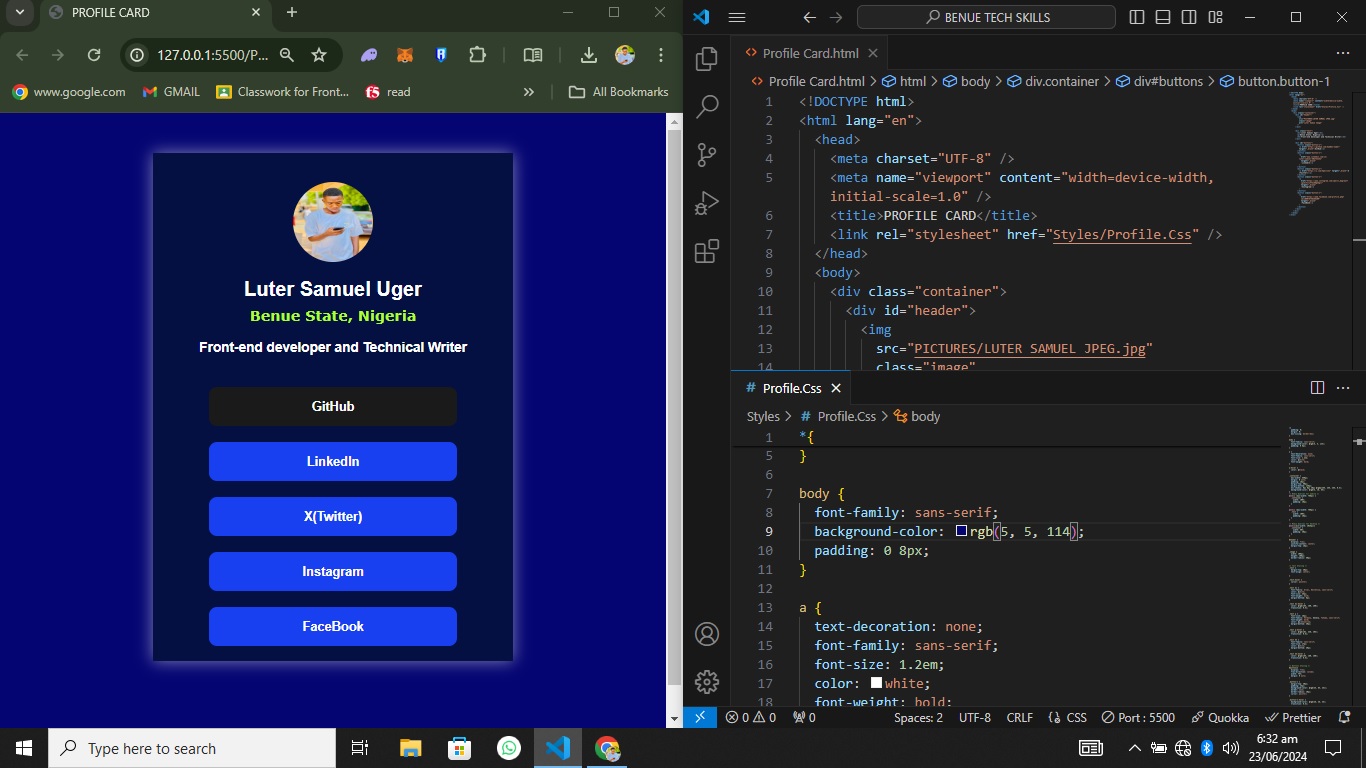 PROFILE CARD
127.0.0.1:5500/P...
www.google.com
GMAIL
Classwork for Front...
read
All Bookmarks
Luter Samuel Uger
Benue State, Nigeria
Front-end developer and Technical Writer
GitHub
LinkedIn
X(Twitter)
Instagram
FaceBook
BENUE TECH SKILLS
Profile Card.html
Profile Card.html > html > body > div.container > div#buttons > button.button-1
1 <!DOCTYPE html>
2 <html lang="en">
3 <head>
4 <meta charset="UTF-8" />
5 <meta name="viewport" content="width=device-width,
initial-scale=1.0" />
6 <title>PROFILE CARD</title>
7 <link rel="stylesheet" href="Styles/Profile.Css" />
8 </head>
9 <body>
10 <div class="container">
11 <div id="header">
12 <img
13 src="PICTURES/LUTER SAMUEL JPEG.jpg"
14 class="image"
Profile.Css
Styles > Profile.Css > body
1 *{
5 }
6
7 body {
8 font-family: sans-serif;
9 background-color: rgb(5, 5, 114);
10 padding: 0 8px;
11 }
12
13 a {
14 text-decoration: none;
15 font-family: sans-serif;
16 font-size: 1.2em;
17 color: white;
18 font-weight: bold;
0 0 0 Spaces: 2 UTF-8 CRLF CSS Port : 5500 Quokka Prettier
Type here to search
6:32 am
23/06/2024